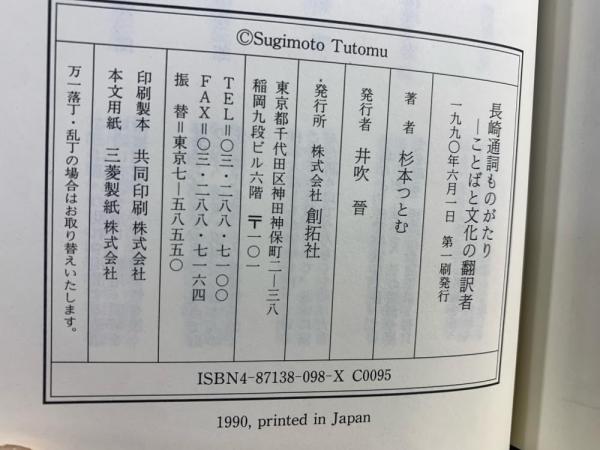 ©Sugimoto Tutomu
長崎通詞ものがたり
―ことばと文化の翻訳者
一九九〇年六月一日 第一刷発行
著者 杉本つとむ
発行者 井吹晉
・発行所 株式会社 創拓社
東京都千代田区神田神保町二―三八
稲岡九段ビル六階 〒一〇一
TEL＝〇三・二八八・七一〇〇
FAX＝〇三・二八八・七一六四
振替＝東京七―五八五五〇
印刷製本 共同印刷 株式会社
本文用紙 三菱製紙 株式会社
万一落丁・乱丁の場合はお取り替えいたします。
ISBN4-87138-098-X C0095
1990, printed in Japan